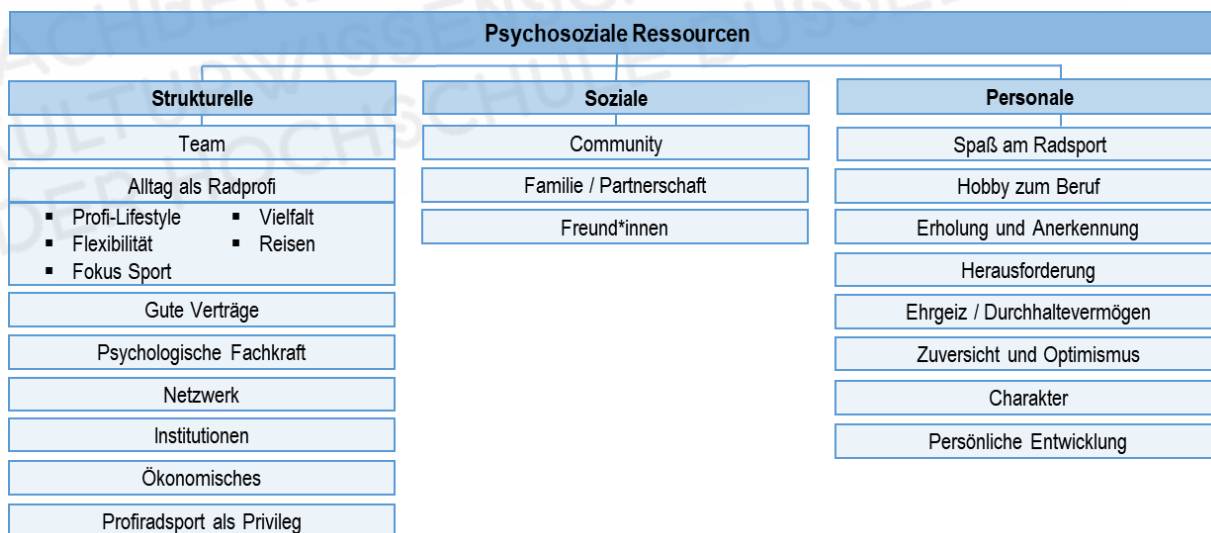 Psychosoziale Ressourcen
Strukturelle
Team
Alltag als Radprofi
▪ Profi-Lifestyle
▪ Flexibilität
▪ Fokus Sport
▪ Vielfalt
▪ Reisen
Gute Verträge
Psychologische Fachkraft
Netzwerk
Institutionen
Ökonomisches
Profiradsport als Privileg
Soziale
Community
Familie / Partnerschaft
Freund*innen
Personale
Spaß am Radsport
Hobby zum Beruf
Erholung und Anerkennung
Herausforderung
Ehrgeiz / Durchhaltevermögen
Zuversicht und Optimismus
Charakter
Persönliche Entwicklung
DER HOCHSCHULE